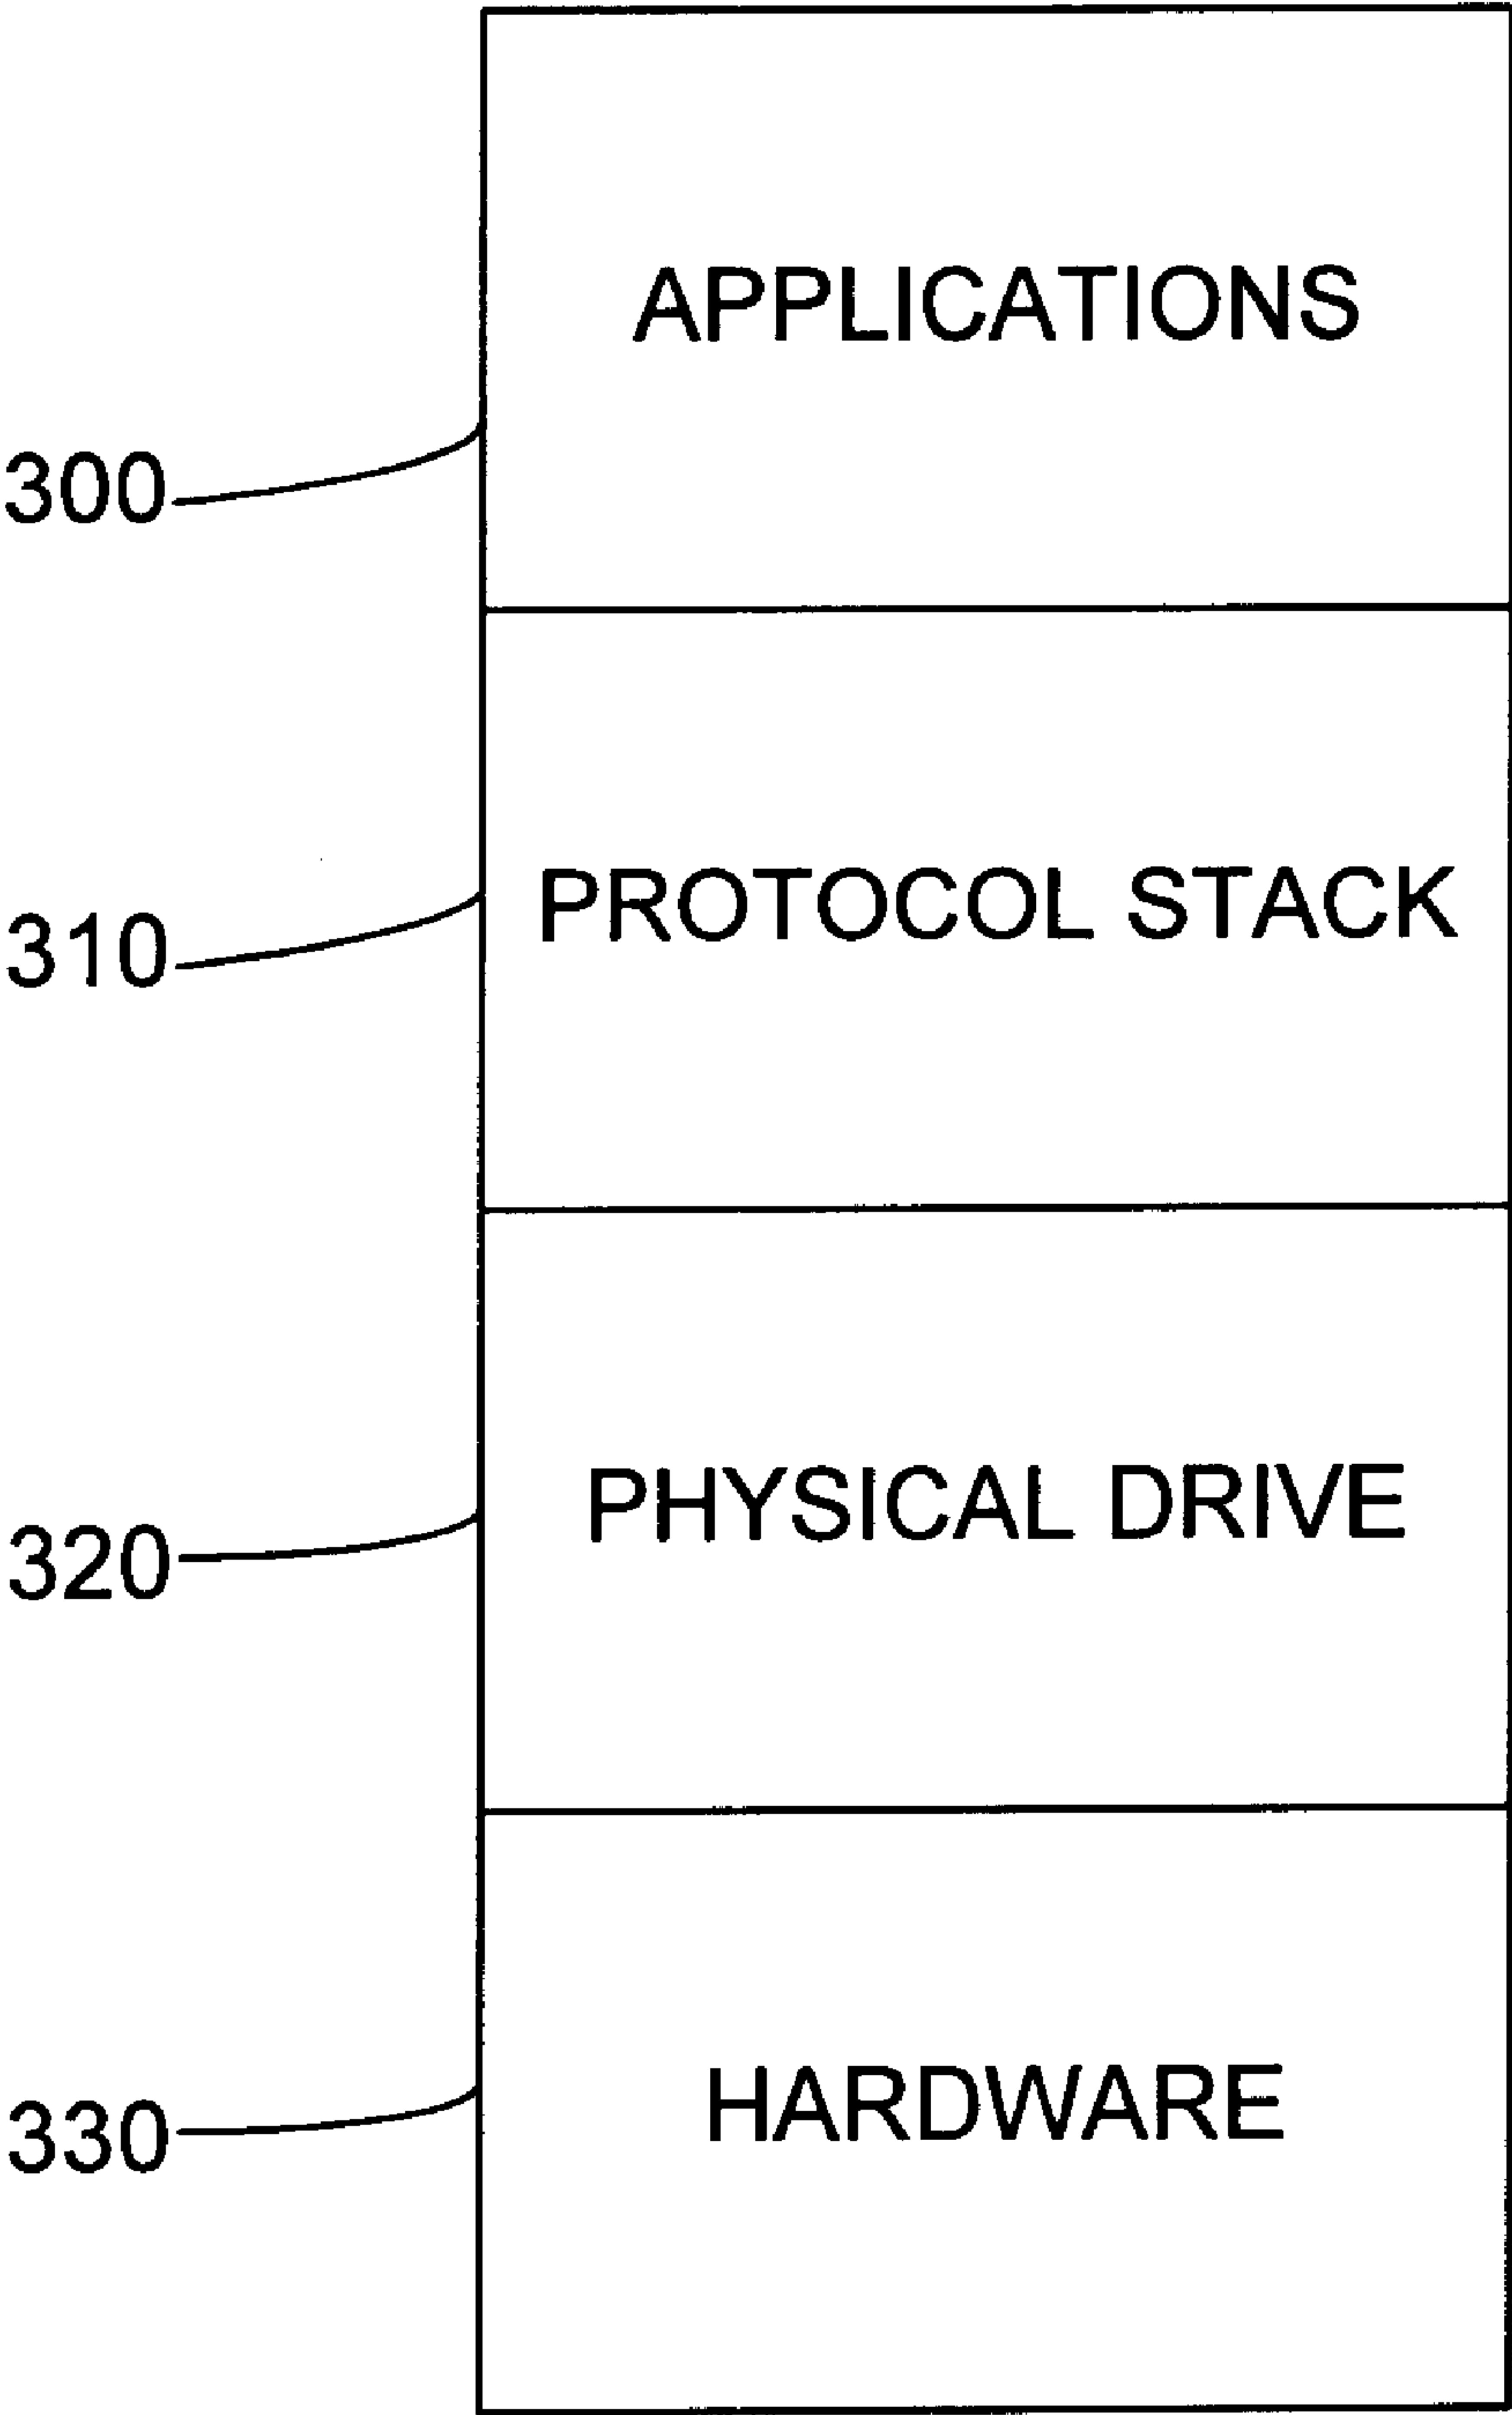 APPLICATIONS
300
PROTOCOL STACK
310
PHYSICAL DRIVE
320
HARDWARE
330